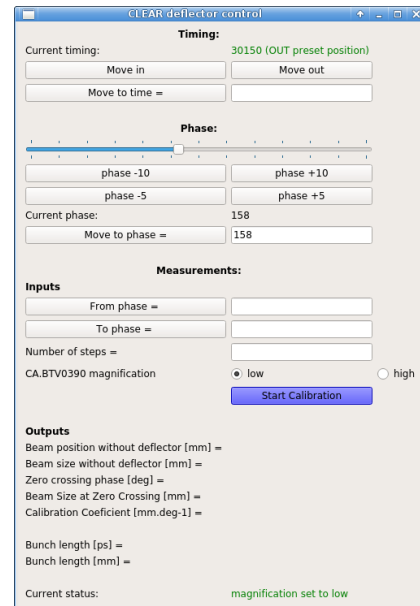 CLEAR deflector control
Timing:
Current timing: 30150 (OUT preset position)
Move in Move out
Move to time =
Phase:
phase -10 phase +10
phase -5 phase +5
Current phase: 158
Move to phase = 158
Measurements:
Inputs
From phase =
To phase =
Number of steps =
CA.BTV0390 magnification low high
Start Calibration
Outputs
Beam position without deflector [mm] =
Beam size without deflector [mm] =
Zero crossing phase [deg] =
Beam Size at Zero Crossing [mm] =
Calibration Coeficient [mm.deg-1] =
Bunch length [ps] =
Bunch length [mm] =
Current status: magnification set to low